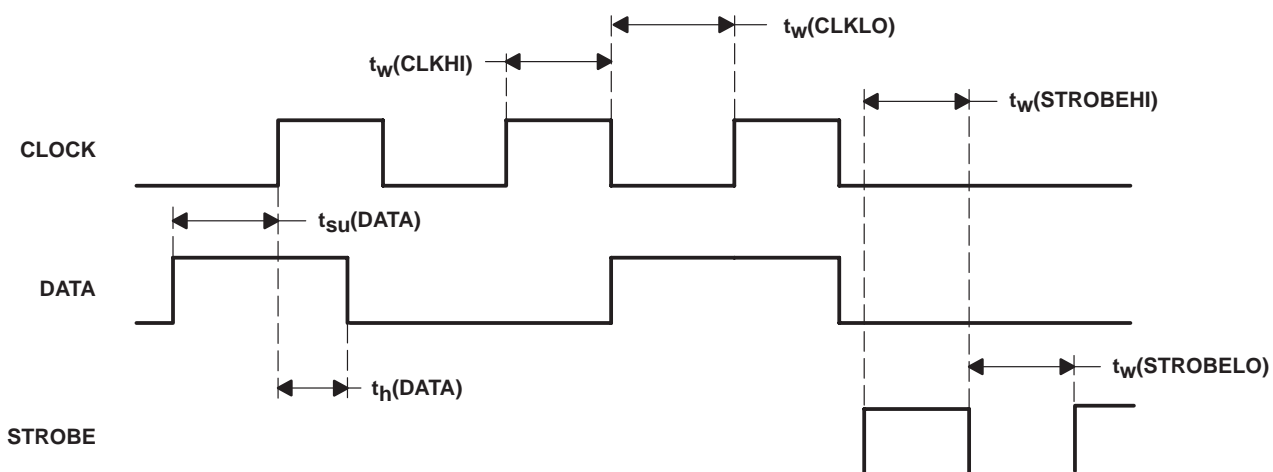 tw(CLKLO)
tw(CLKHI)
tw(STROBEHI)
CLOCK
tsu(DATA)
DATA
tw(STROBELO)
th(DATA)
STROBE